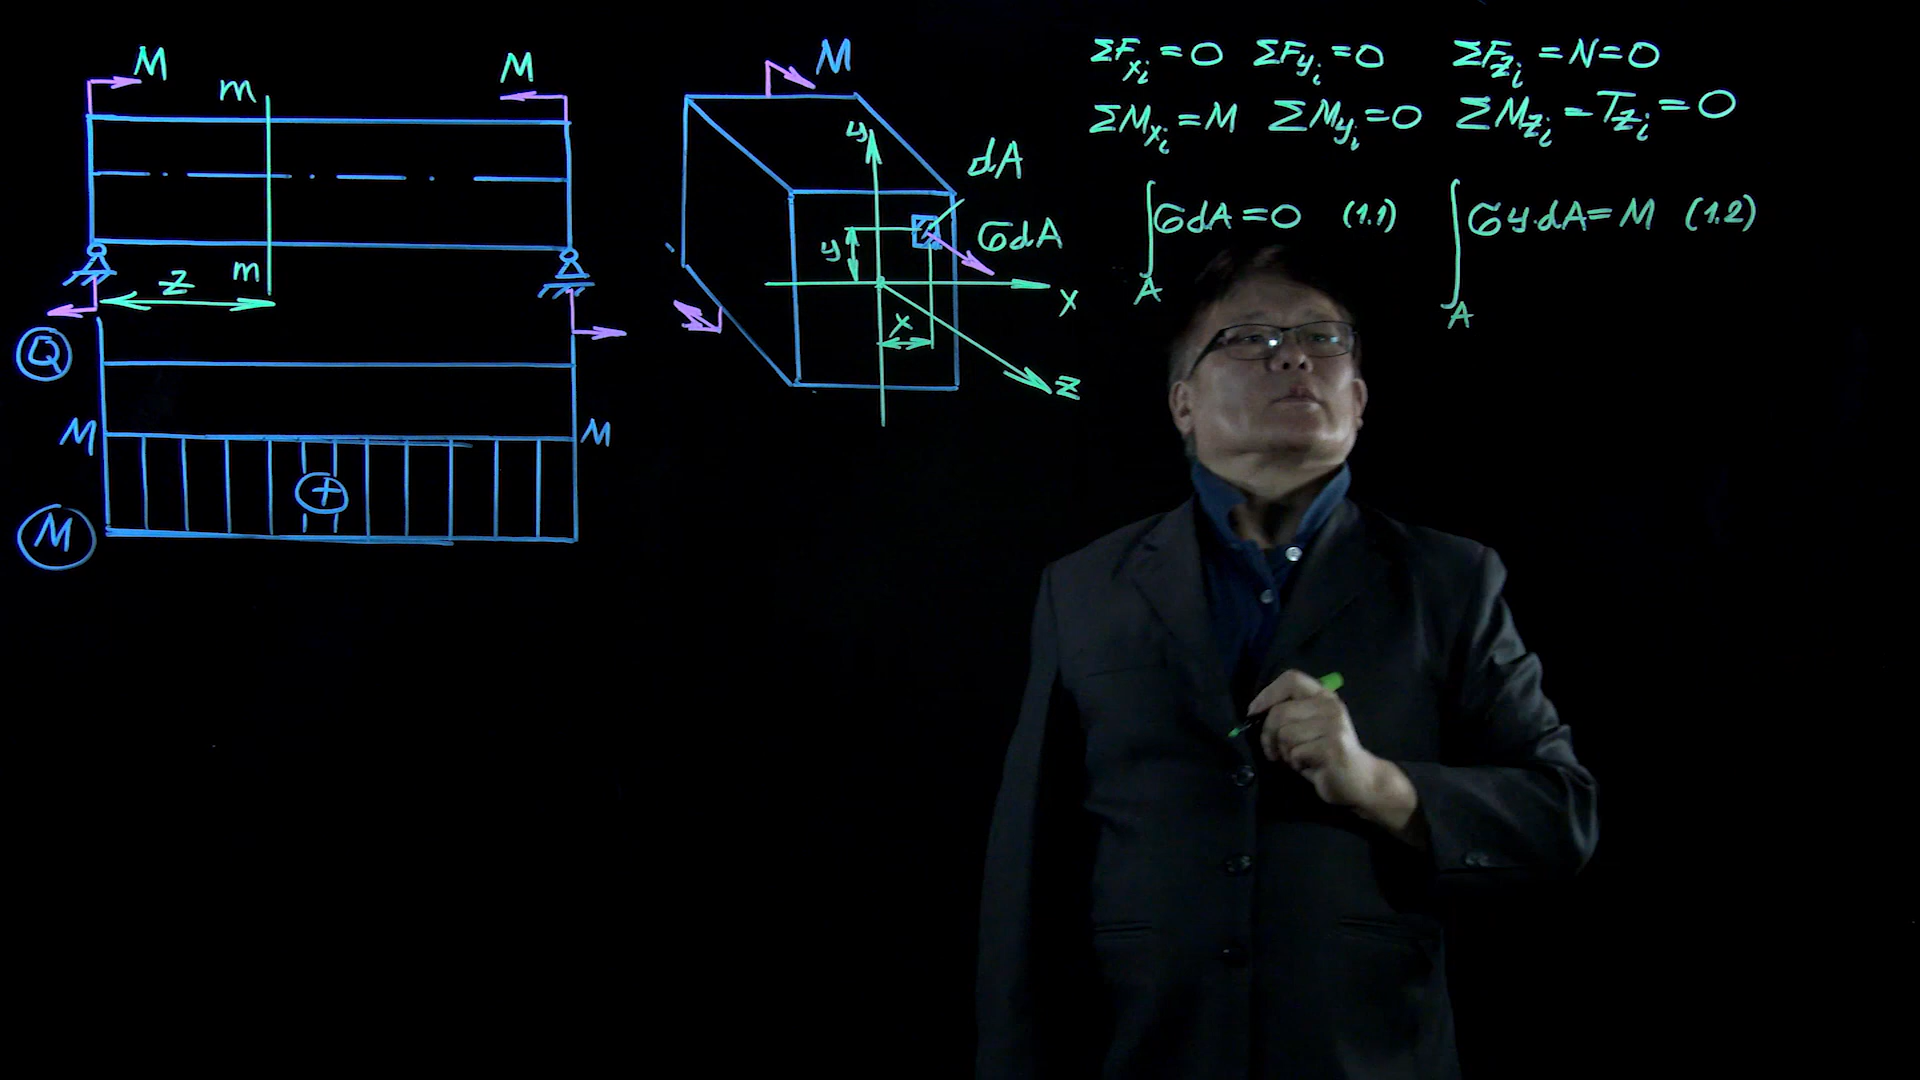 M M
m
m
z
Q
M M
+
M
M
y
dA
σdA
y
x
x
z
ΣFxi = 0 ΣFyi = 0 ΣFzi = N = 0
ΣMxi = M ΣMyi = 0 ΣMzi = Tzi = 0
∫A σdA = 0 (1.1) ∫A σy·dA = M (1.2)